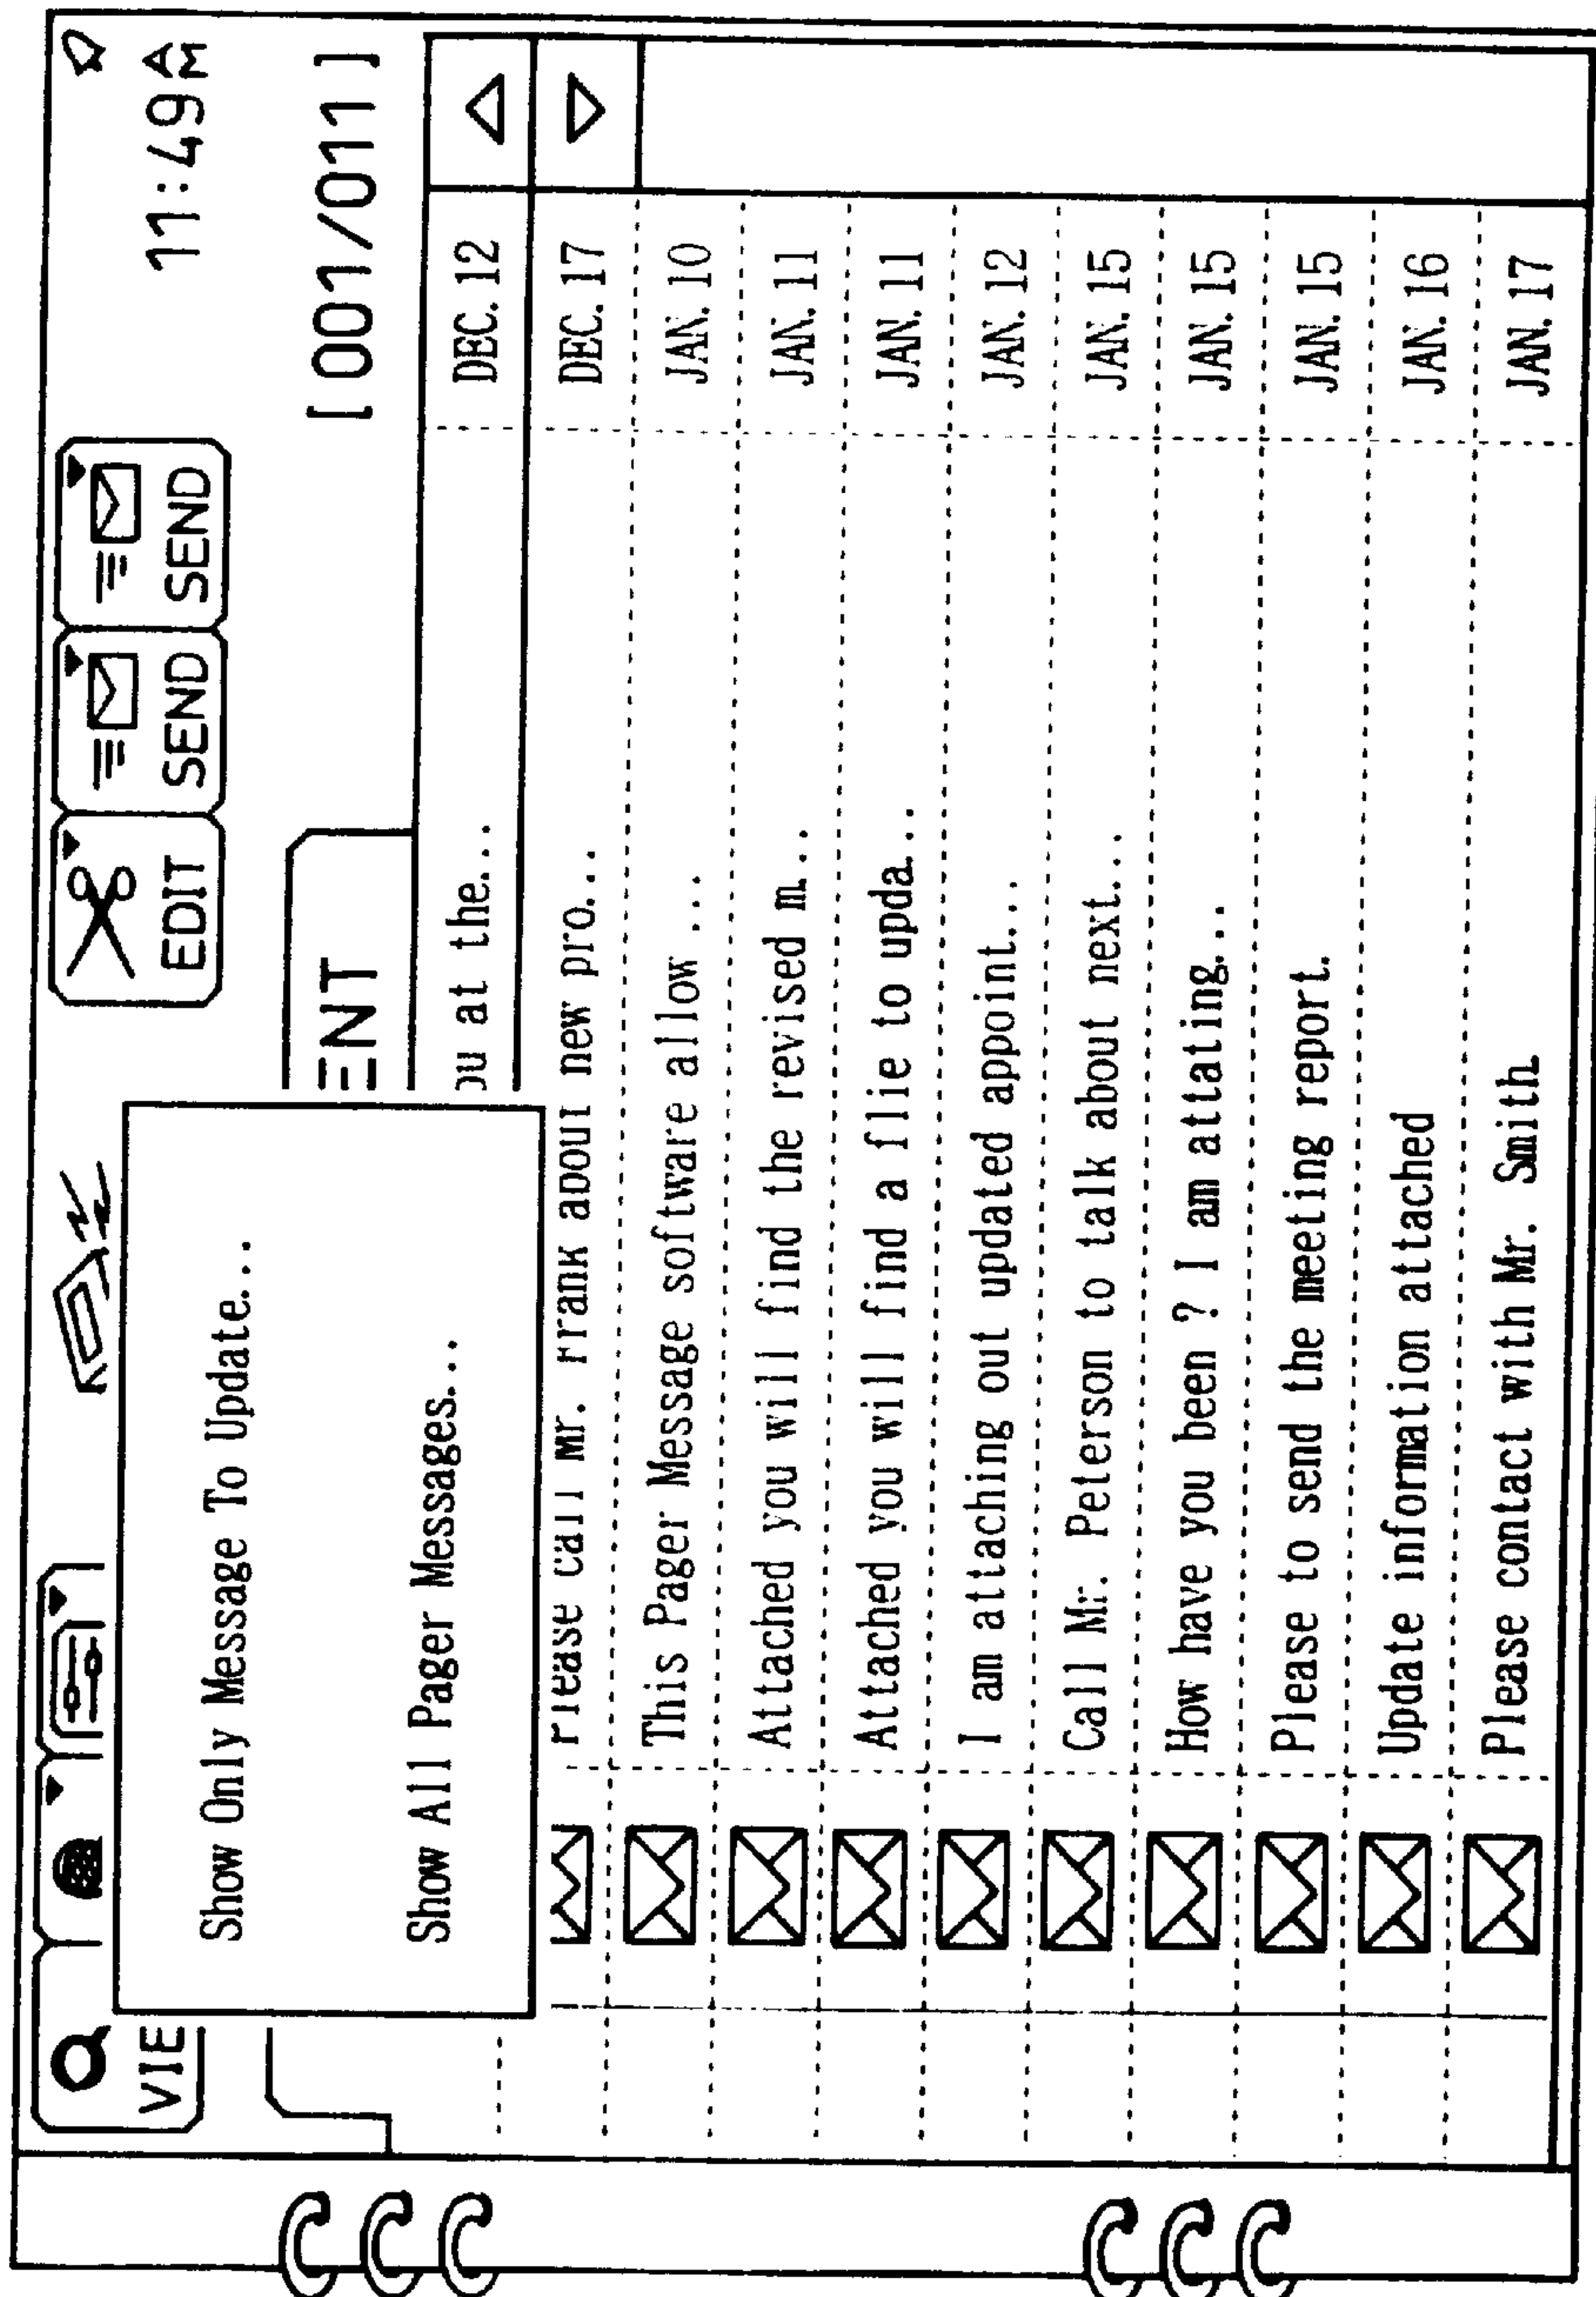 VIE
EDIT SEND SEND 11:49 AM
Show Only Message To Update...
Show All Pager Messages...
ENT [001/011]
ou at the... DEC. 12
Please call Mr. Frank about new pro... DEC. 17
This Pager Message software allow ... JAN. 10
Attached you will find the revised m... JAN. 11
Attached you will find a flie to upda... JAN. 11
I am attaching out updated appoint... JAN. 12
Call Mr. Peterson to talk about next... JAN. 15
How have you been ? I am attating... JAN. 15
Please to send the meeting report. JAN. 15
Update information attached JAN. 16
Please contact with Mr. Smith. JAN. 17